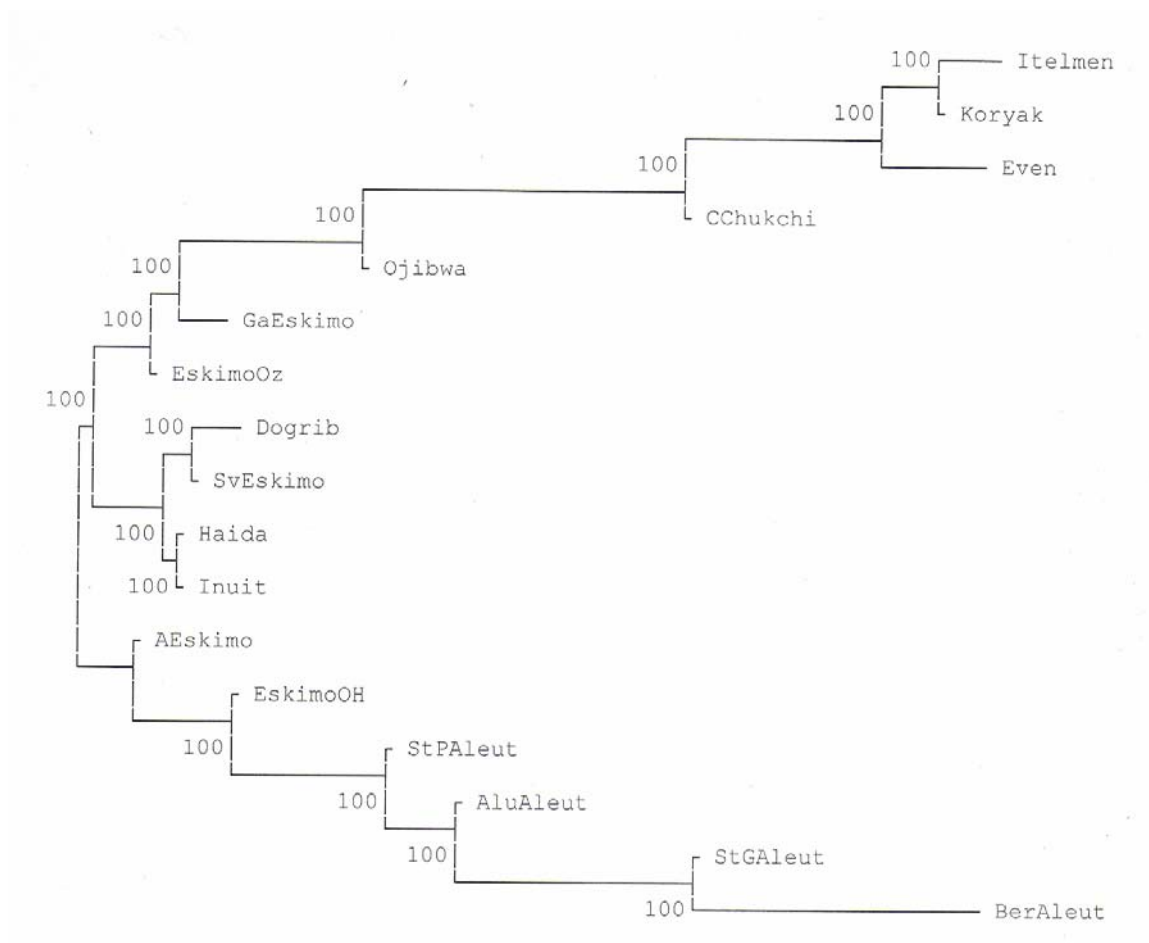 100 Itelmen
100 Koryak
100 Even
CChukchi
100
Ojibwa
100
GaEskimo
100
EskimoOz
100
100 Dogrib
SvEskimo
100 Haida
100 Inuit
AEskimo
EskimoOH
100 StPAleut
100 AluAleut
100 StGAleut
100 BerAleut